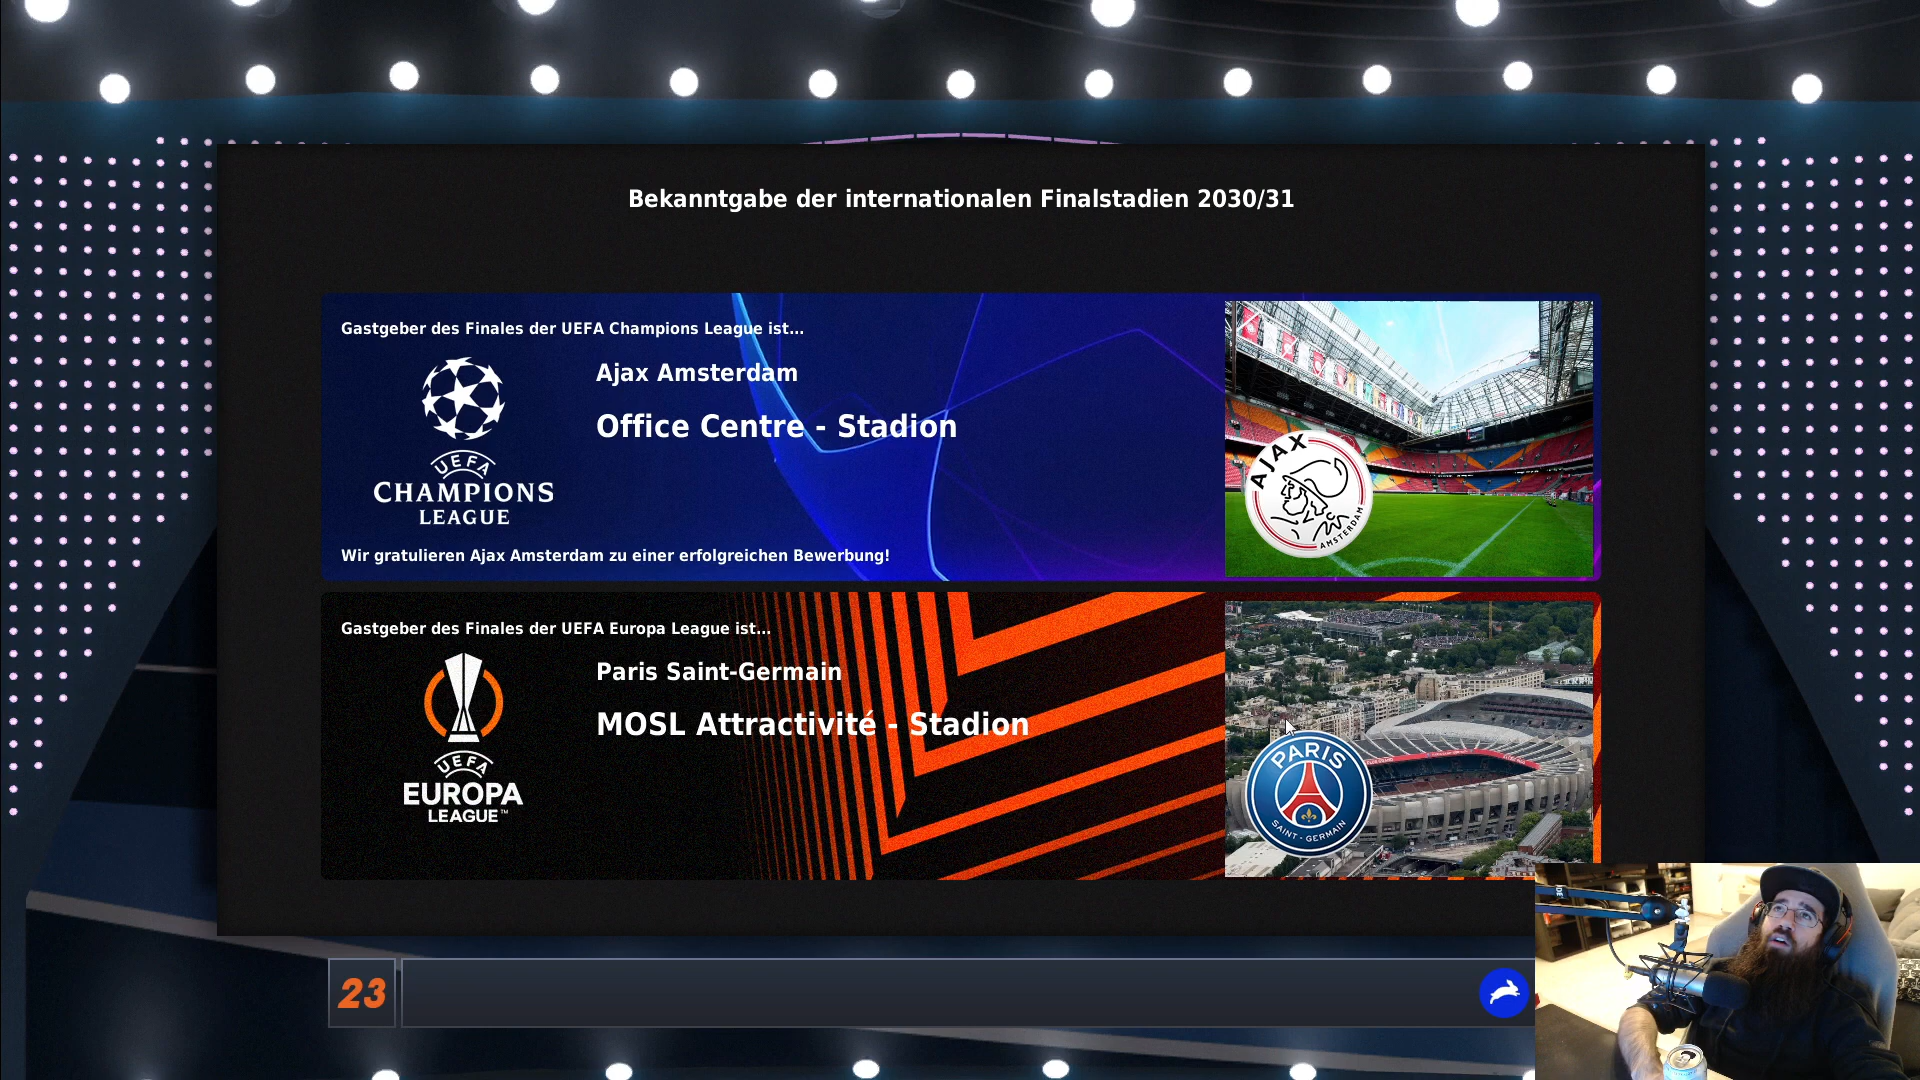 Bekanntgabe der internationalen Finalstadien 2030/31
Gastgeber des Finales der UEFA Champions League ist...
Ajax Amsterdam
Office Centre - Stadion
UEFA
CHAMPIONS
LEAGUE
Wir gratulieren Ajax Amsterdam zu einer erfolgreichen Bewerbung!
AJAX
AMSTERDAM
Gastgeber des Finales der UEFA Europa League ist...
Paris Saint-Germain
MOSL Attractivité - Stadion
UEFA
EUROPA
LEAGUE™
PARIS
SAINT-GERMAIN
23